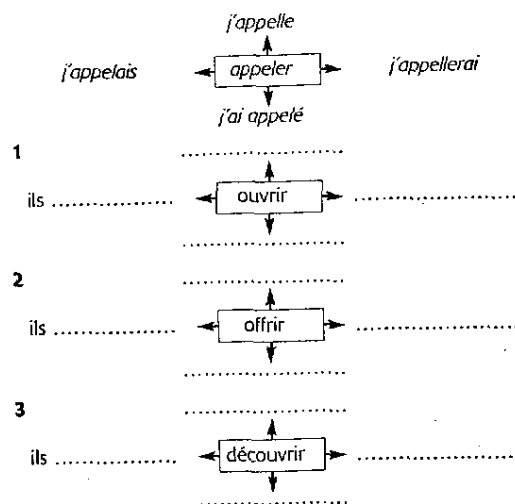 j'appelle
j'appelais appeler j'appellerai
j'ai appelé
1 ..............................
ils ...................... ouvrir ..............................
..............................
2 ..............................
ils ...................... offrir ..............................
..............................
3 ..............................
ils ...................... découvrir ..............................
..............................